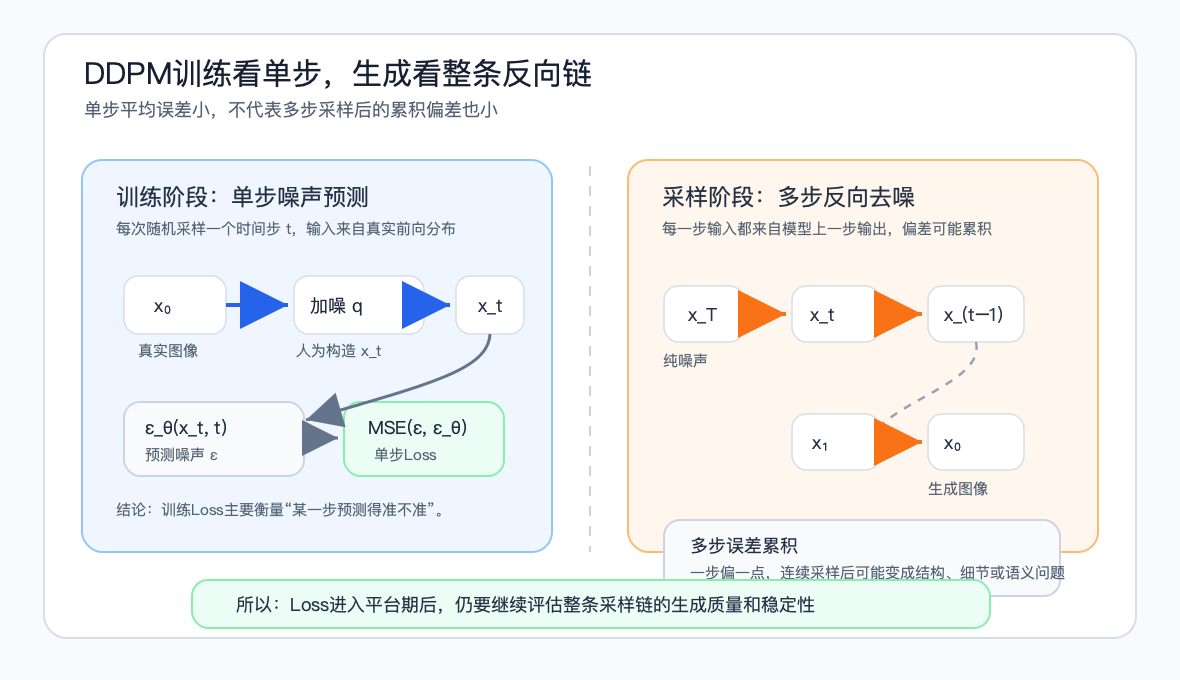 DDPM训练看单步，生成看整条反向链
单步平均误差小，不代表多步采样后的累积偏差也小
训练阶段：单步噪声预测
每次随机采样一个时间步 t，输入来自真实前向分布
x₀
加噪 q
x_t
真实图像
人为构造 x_t
ε_θ(x_t, t)
预测噪声 ε
MSE(ε, ε_θ)
单步Loss
结论：训练Loss主要衡量“某一步预测得准不准”。
采样阶段：多步反向去噪
每一步输入都来自模型上一步输出，偏差可能累积
x_T
x_t
x_(t−1)
纯噪声
x₁
x₀
生成图像
多步误差累积
一步偏一点，连续采样后可能变成结构、细节或语义问题
所以：Loss进入平台期后，仍要继续评估整条采样链的生成质量和稳定性